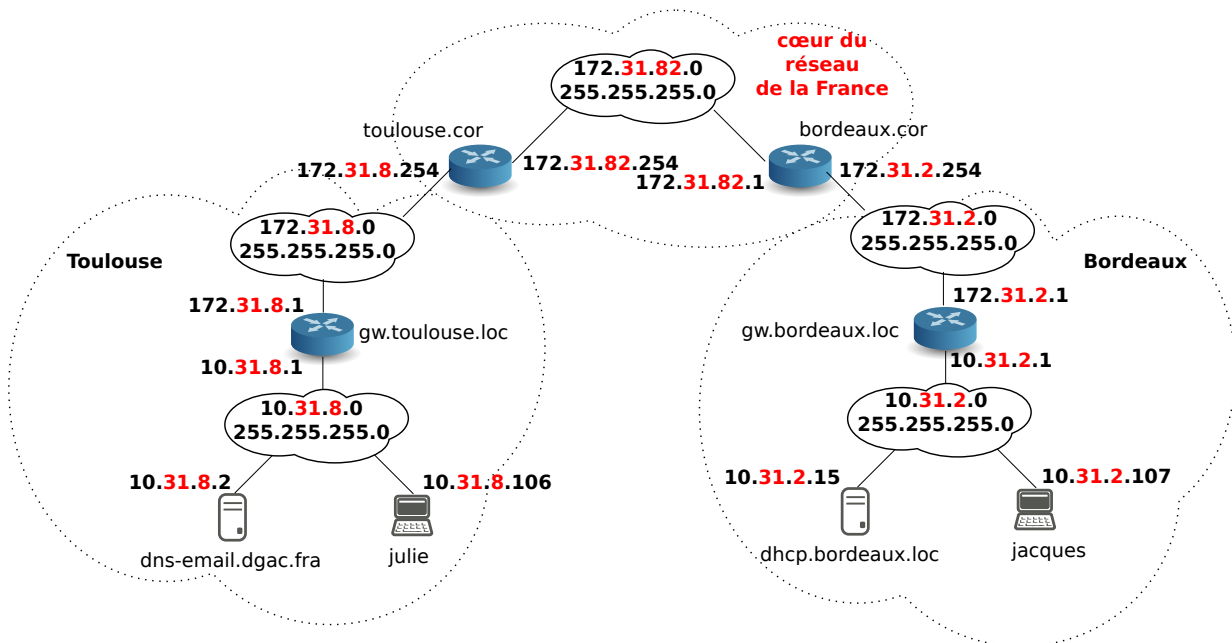 cœur du
réseau
de la France
172.31.82.0
255.255.255.0
toulouse.cor
bordeaux.cor
172.31.8.254
172.31.82.254
172.31.82.1
172.31.2.254
172.31.8.0
255.255.255.0
172.31.2.0
255.255.255.0
Toulouse
Bordeaux
172.31.8.1
172.31.2.1
gw.toulouse.loc
gw.bordeaux.loc
10.31.8.1
10.31.2.1
10.31.8.0
255.255.255.0
10.31.2.0
255.255.255.0
10.31.8.2
10.31.8.106
10.31.2.15
10.31.2.107
dns-email.dgac.fra
julie
dhcp.bordeaux.loc
jacques